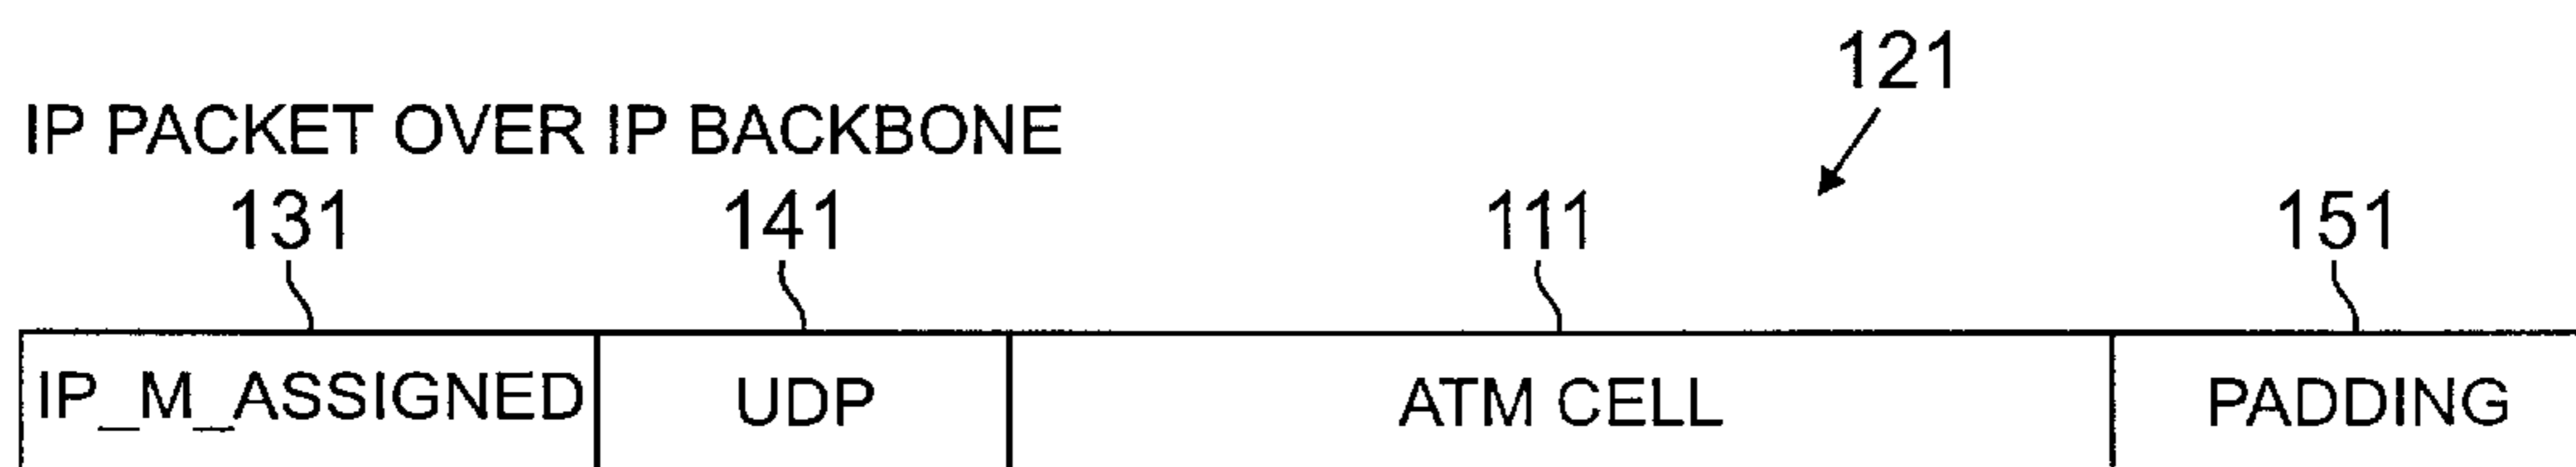 121
IP PACKET OVER IP BACKBONE
131 141 111 151
IP_M_ASSIGNED UDP ATM CELL PADDING